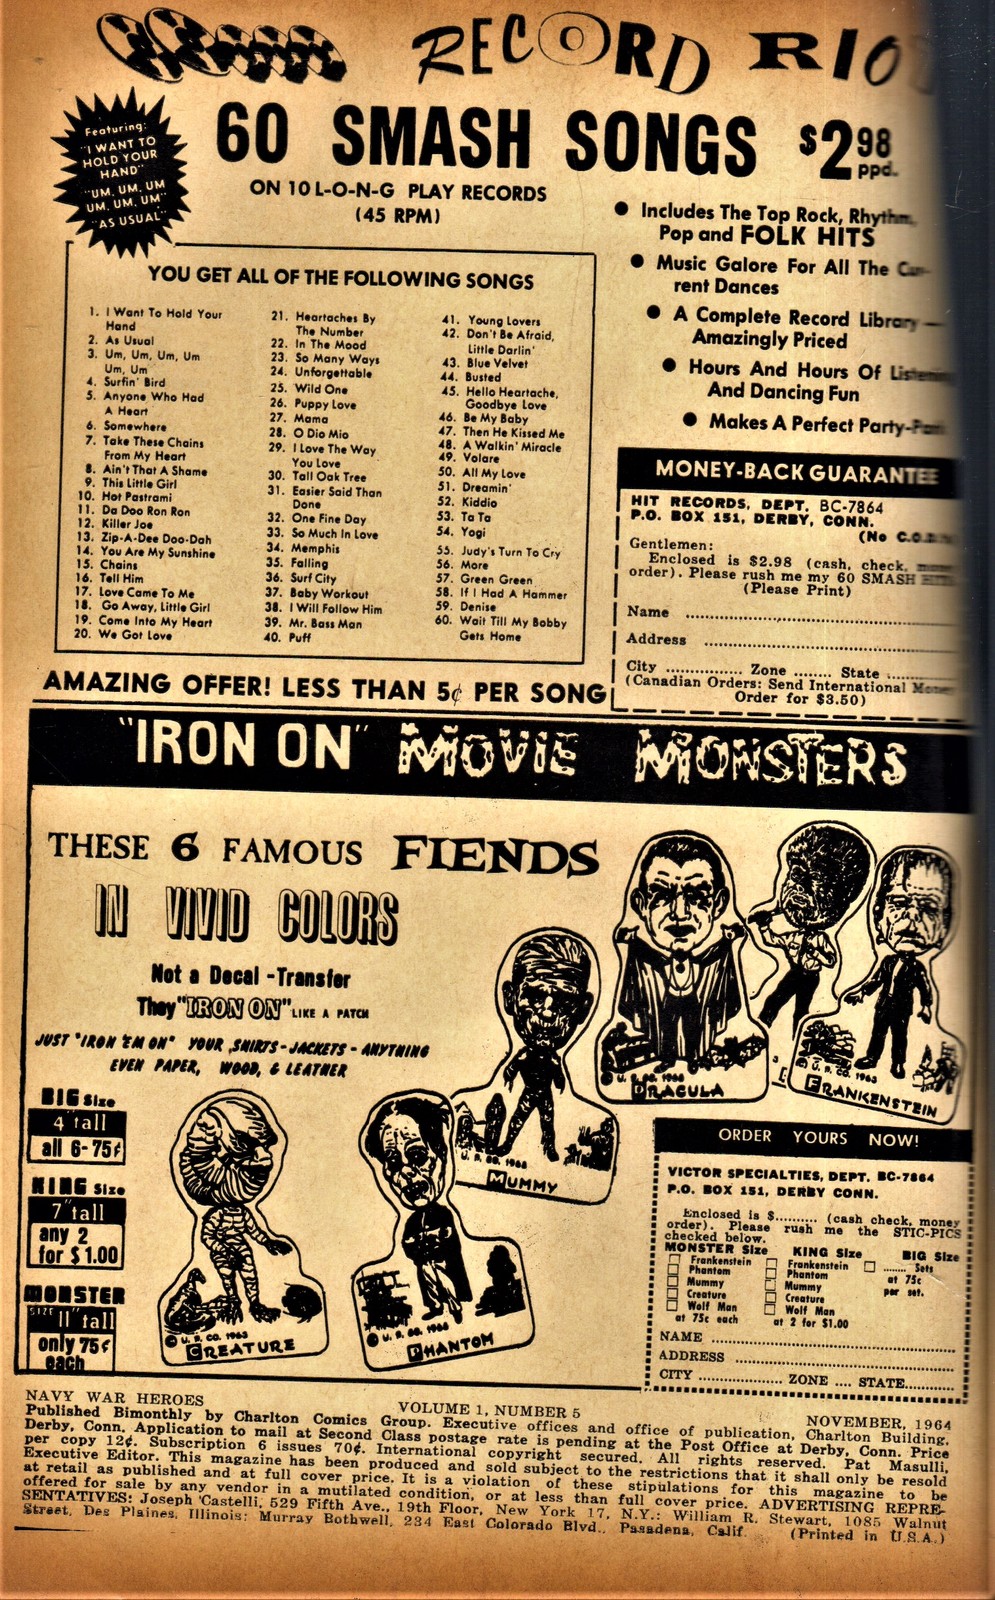 RECORD RIO
Featuring:
"I WANT TO
HOLD YOUR
HAND"
"UM, UM, UM
UM, UM, UM"
"AS USUAL"
60 SMASH SONGS $2.98
ppd.
ON 10 L-O-N-G PLAY RECORDS
(45 RPM)
● Includes The Top Rock, Rhythm,
Pop and FOLK HITS
● Music Galore For All The Cur-
rent Dances
● A Complete Record Library —
Amazingly Priced
● Hours And Hours Of Listening
And Dancing Fun
● Makes A Perfect Party-
YOU GET ALL OF THE FOLLOWING SONGS
1. I Want To Hold Your
Hand
2. As Usual
3. Um, Um, Um, Um
Um, Um
4. Surfin' Bird
5. Anyone Who Had
A Heart
6. Somewhere
7. Take These Chains
From My Heart
8. Ain't That A Shame
9. This Little Girl
10. Hot Pastrami
11. Da Doo Ron Ron
12. Killer Joe
13. Zip-A-Dee Doo-Dah
14. You Are My Sunshine
15. Chains
16. Tell Him
17. Love Came To Me
18. Go Away, Little Girl
19. Come Into My Heart
20. We Got Love
21. Heartaches By
The Number
22. In The Mood
23. So Many Ways
24. Unforgettable
25. Wild One
26. Puppy Love
27. Mama
28. O Dio Mio
29. I Love The Way
You Love
30. Tall Oak Tree
31. Easier Said Than
Done
32. One Fine Day
33. So Much In Love
34. Memphis
35. Falling
36. Surf City
37. Baby Workout
38. I Will Follow Him
39. Mr. Bass Man
40. Puff
41. Young Lovers
42. Don't Be Afraid,
Little Darlin'
43. Blue Velvet
44. Busted
45. Hello Heartache,
Goodbye Love
46. Be My Baby
47. Then He Kissed Me
48. A Walkin' Miracle
49. Volare
50. All My Love
51. Dreamin'
52. Kiddio
53. Ta Ta
54. Yogi
55. Judy's Turn To Cry
56. More
57. Green Green
58. If I Had A Hammer
59. Denise
60. Wait Till My Bobby
Gets Home
AMAZING OFFER! LESS THAN 5¢ PER SONG
MONEY-BACK GUARANTEE
HIT RECORDS, DEPT. BC-7864
P.O. BOX 151, DERBY, CONN.
(No C.O.D.
Gentlemen:
Enclosed is $2.98 (cash, check, money
order). Please rush me my 60 SMASH HITS
(Please Print)
Name
Address
City ............... Zone ........ State
(Canadian Orders: Send International Money
Order for $3.50)
"IRON ON" MOVIE MONSTERS
THESE 6 FAMOUS FIENDS
IN VIVID COLORS
Not a Decal - Transfer
They "IRON ON" LIKE A PATCH
JUST "IRON 'EM ON" YOUR SHIRTS - JACKETS - ANYTHING
EVEN PAPER, WOOD, & LEATHER
BIG Size
4" tall
all 6 - 75¢
KING Size
7" tall
any 2
for $1.00
MONSTER
SIZE 11" tall
only 75¢
each
© U.P. CO. 1963
CREATURE
© U.P. CO. 1963
PHANTOM
U.P. CO. 1963
MUMMY
© U.P. CO. 1963
DRACULA
© U.P. CO. 1963
FRANKENSTEIN
ORDER YOURS NOW!
VICTOR SPECIALTIES, DEPT. BC-7864
P.O. BOX 151, DERBY CONN.
Enclosed is $.......... (cash check, money
order). Please rush me the STIC-PICS
checked below.
MONSTER Size
Frankenstein
Phantom
Mummy
Creature
Wolf Man
at 75c each
KING Size
Frankenstein
Phantom
Mummy
Creature
Wolf Man
at 2 for $1.00
BIG Size
........ Sets
at 75c
per set.
NAME
ADDRESS
CITY .................... ZONE .... STATE............
NAVY WAR HEROES VOLUME 1, NUMBER 5 NOVEMBER, 1964
Published Bimonthly by Charlton Comics Group. Executive offices and office of publication, Charlton Building,
Derby, Conn. Application to mail at Second Class postage rate is pending at the Post Office at Derby, Conn. Price
per copy 12¢. Subscription 6 issues 70¢. International copyright secured. All rights reserved. Pat Masulli,
Executive Editor. This magazine has been produced and sold subject to the restrictions that it shall only be resold
at retail as published and at full cover price. It is a violation of these stipulations for this magazine to be
offered for sale by any vendor in a mutilated condition, or at less than full cover price. ADVERTISING REPRE-
SENTATIVES: Joseph Castelli, 529 Fifth Ave., 19th Floor, New York 17, N.Y.; William R. Stewart, 1085 Walnut
Street, Des Plaines, Illinois; Murray Bothwell, 234 East Colorado Blvd., Pasadena, Calif. (Printed in U.S.A.)